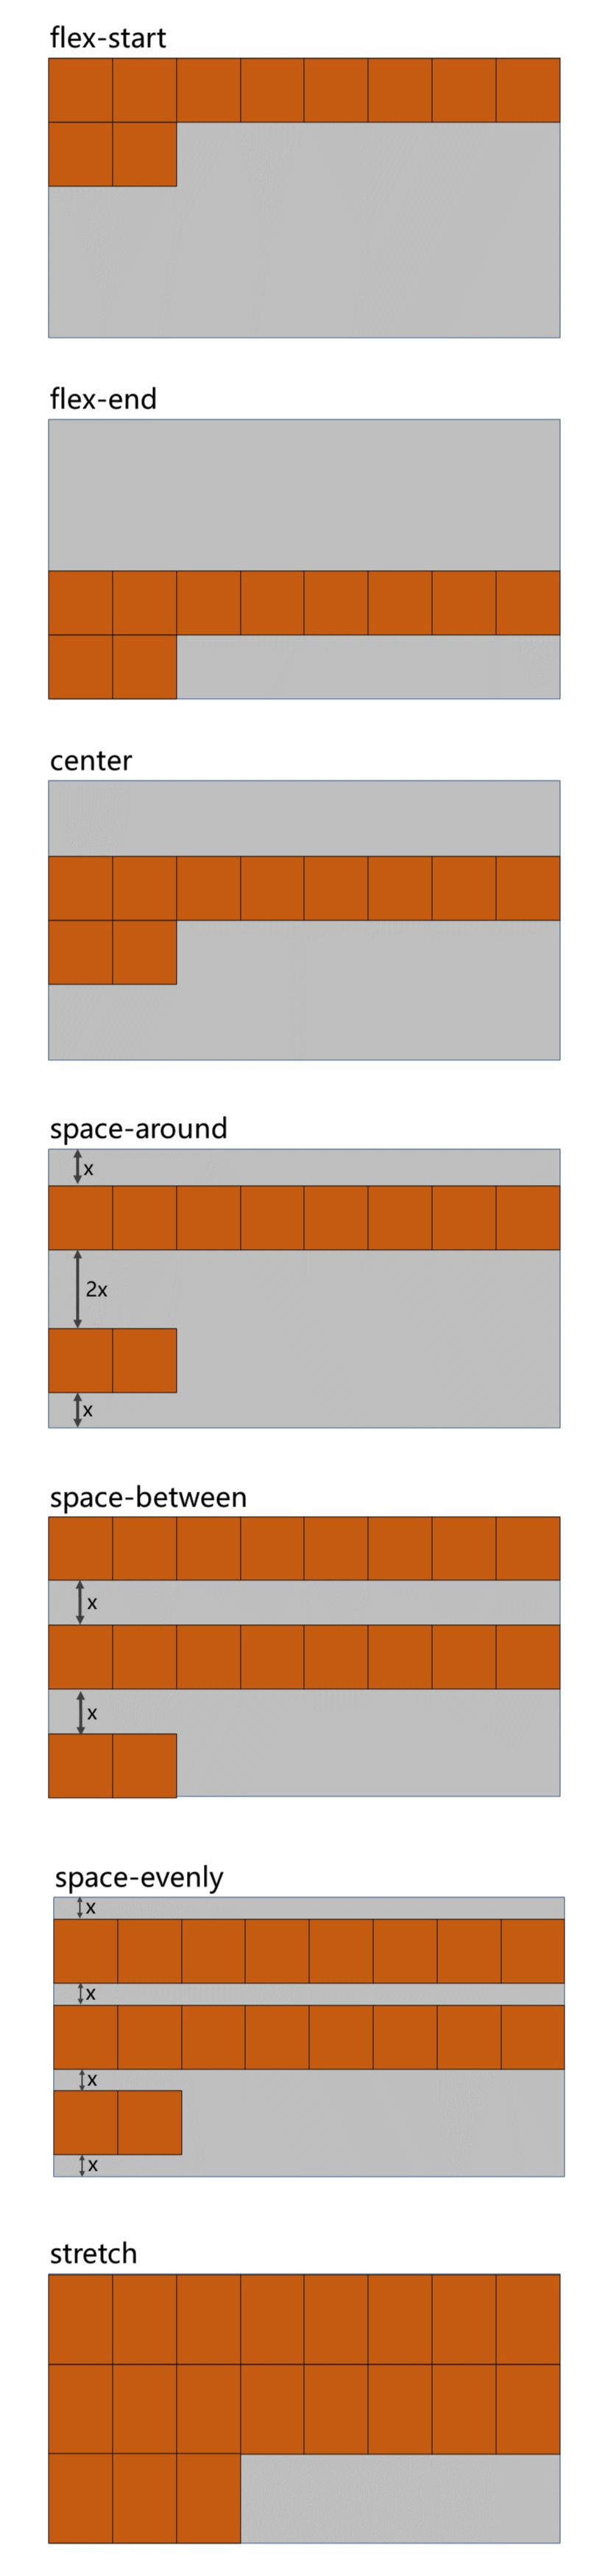 flex-start
flex-end
center
space-around
x
2x
x
space-between
x
x
space-evenly
x
x
x
x
stretch